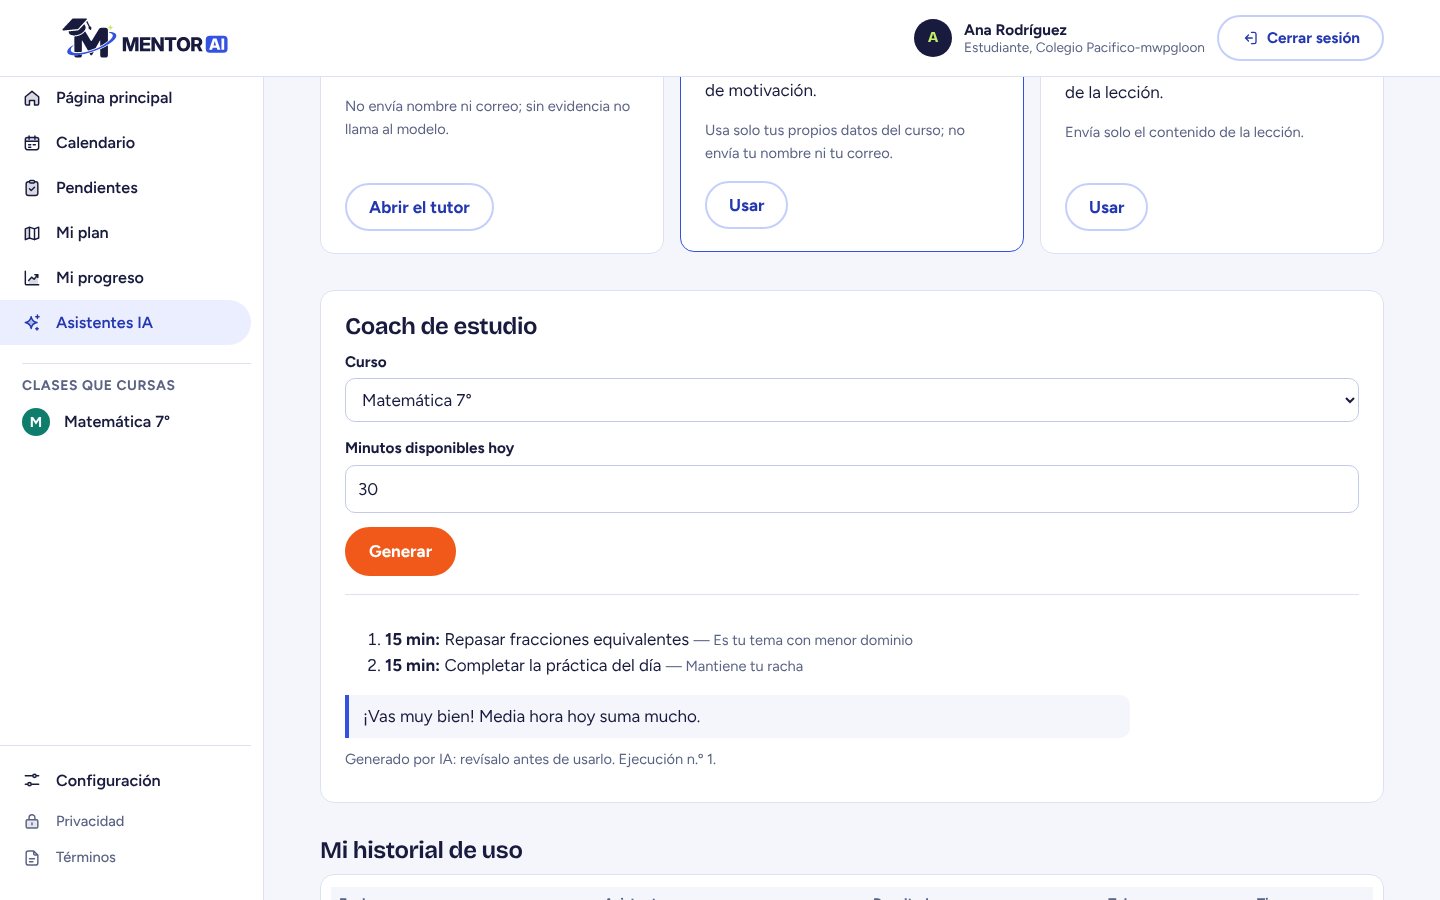 MENTOR AI
A
Ana Rodríguez
Estudiante, Colegio Pacifico-mwpgloon
Cerrar sesión
Página principal
Calendario
Pendientes
Mi plan
Mi progreso
Asistentes IA
CLASES QUE CURSAS
M
Matemática 7°
Configuración
Privacidad
Términos
No envía nombre ni correo; sin evidencia no
llama al modelo.
Abrir el tutor
de motivación.
Usa solo tus propios datos del curso; no
envía tu nombre ni tu correo.
Usar
de la lección.
Envía solo el contenido de la lección.
Usar
Coach de estudio
Curso
Matemática 7°
Minutos disponibles hoy
30
Generar
1. 15 min: Repasar fracciones equivalentes — Es tu tema con menor dominio
2. 15 min: Completar la práctica del día — Mantiene tu racha
¡Vas muy bien! Media hora hoy suma mucho.
Generado por IA: revísalo antes de usarlo. Ejecución n.º 1.
Mi historial de uso